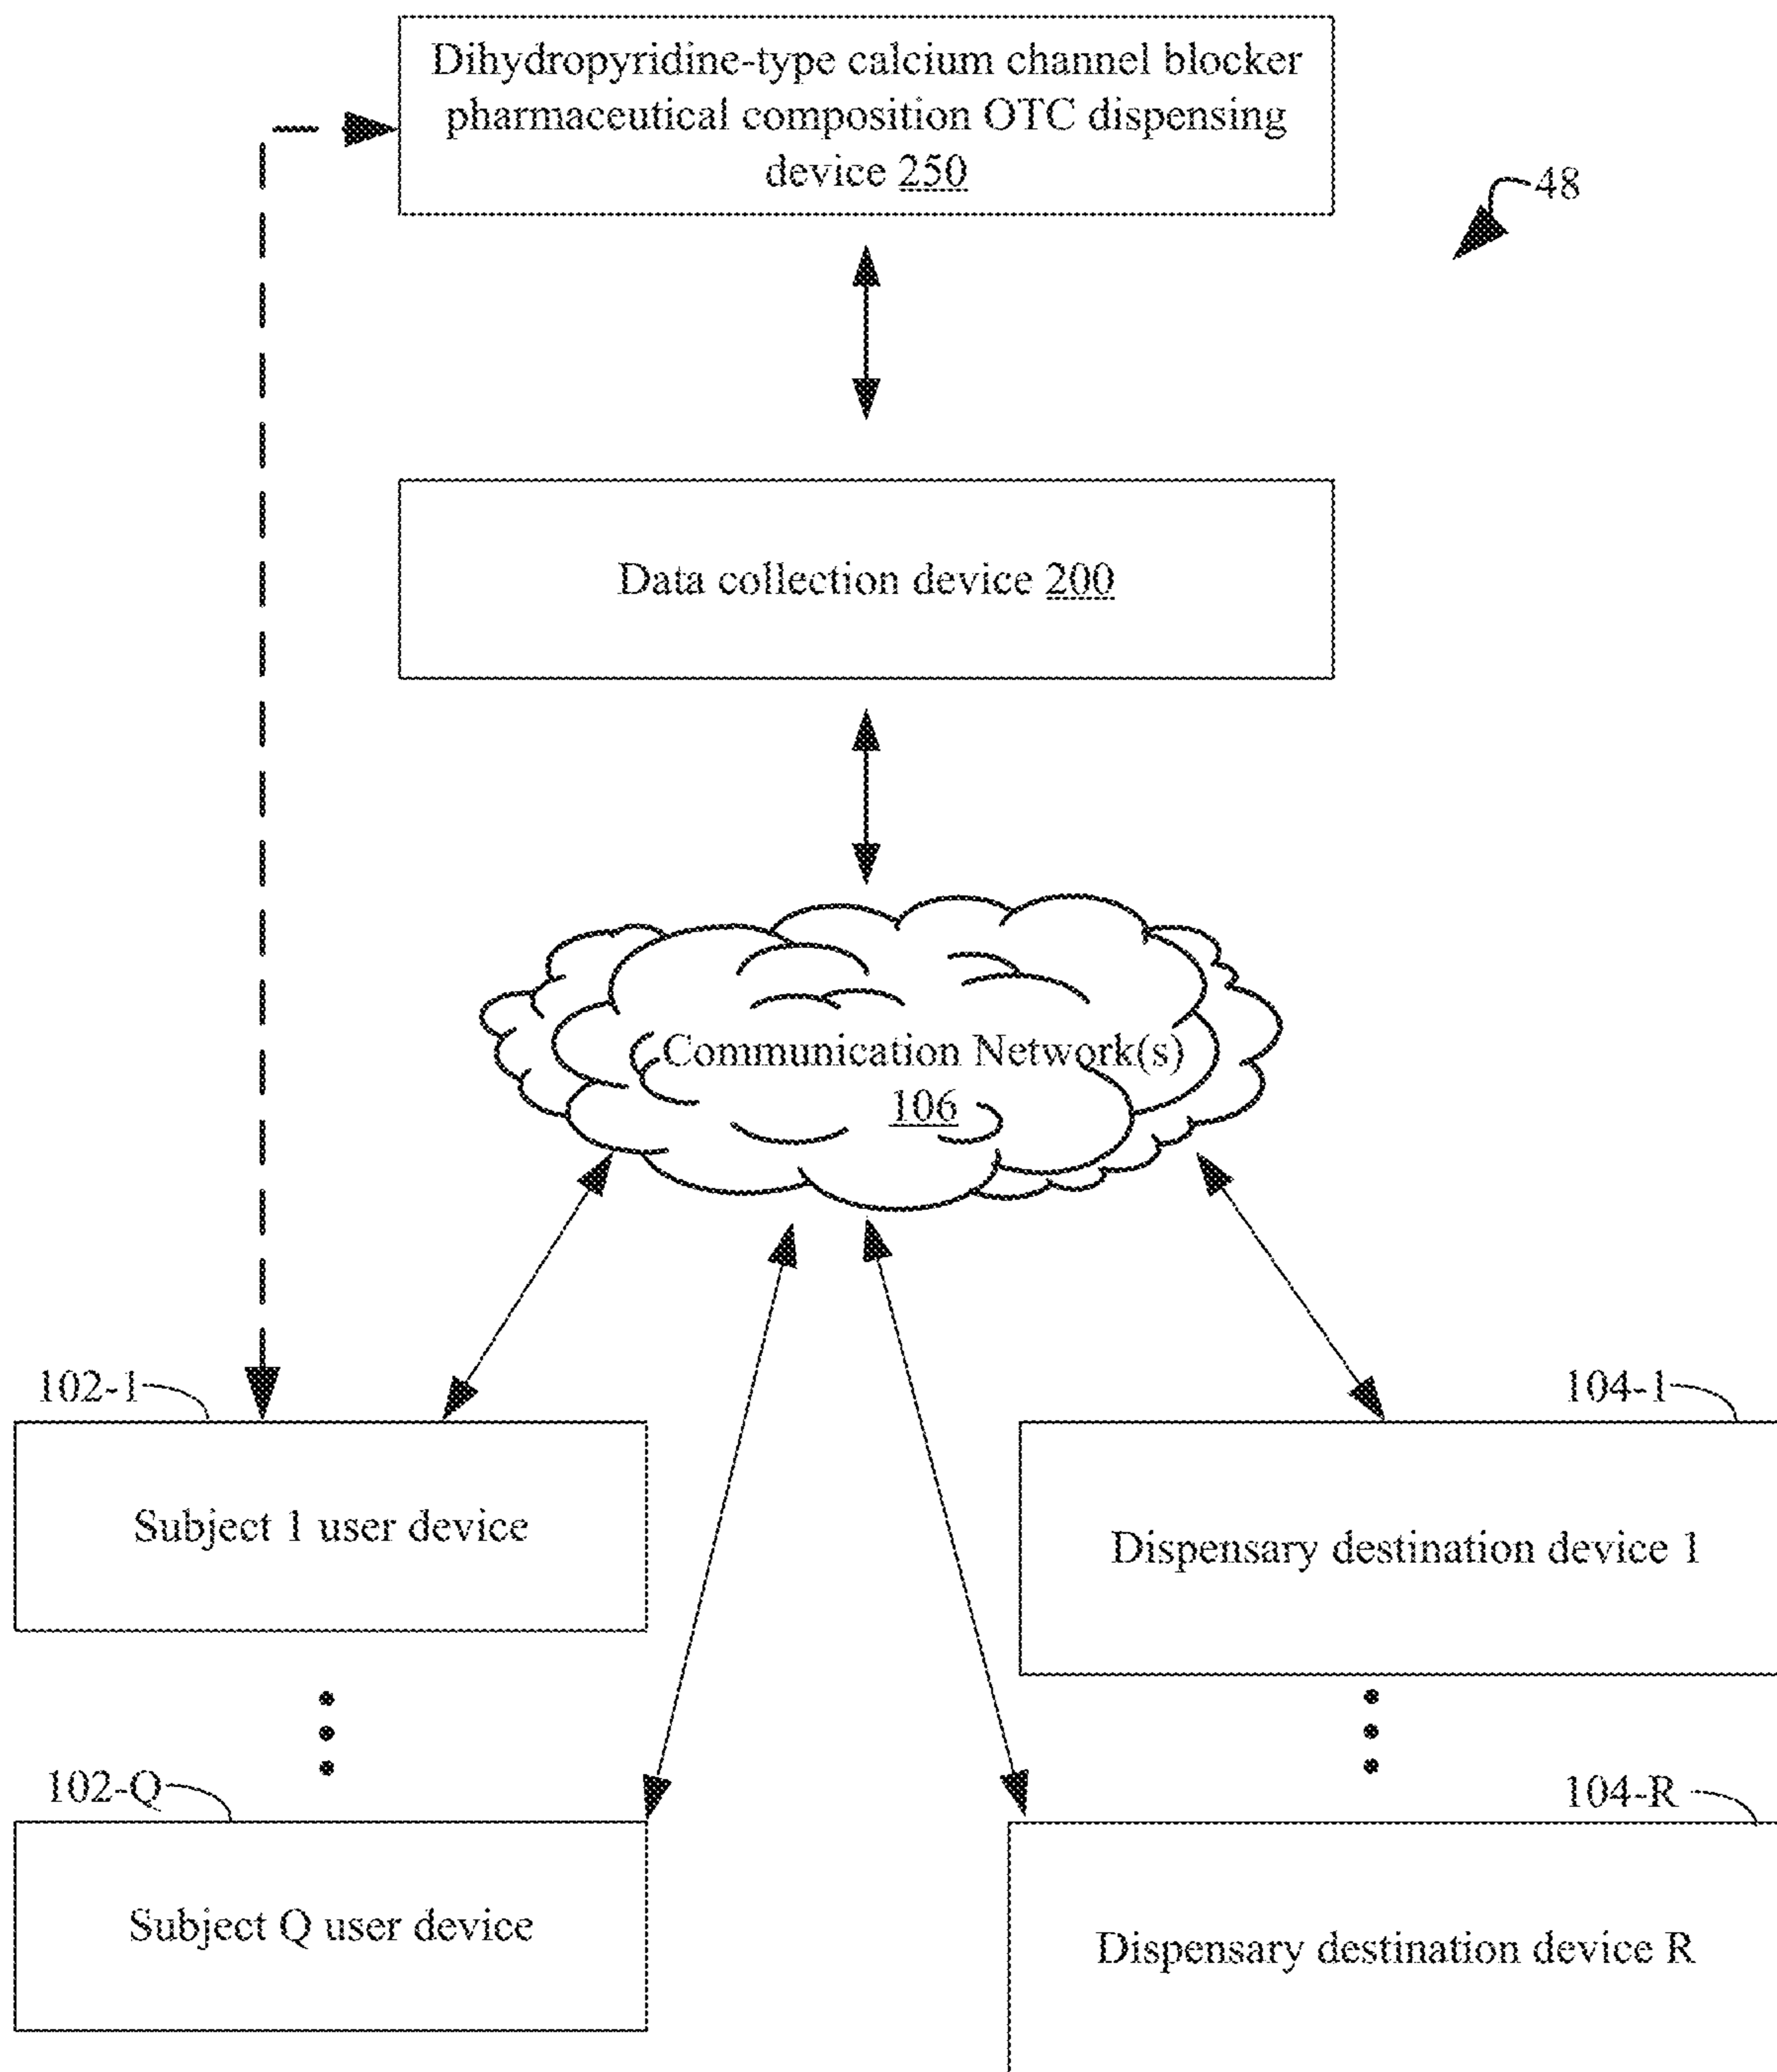 Dihydropyridine-type calcium channel blocker
pharmaceutical composition OTC dispensing
device 250
48
Data collection device 200
Communication Network(s)
106
102-1
104-1
Subject 1 user device
Dispensary destination device 1
102-Q
104-R
Subject Q user device
Dispensary destination device R